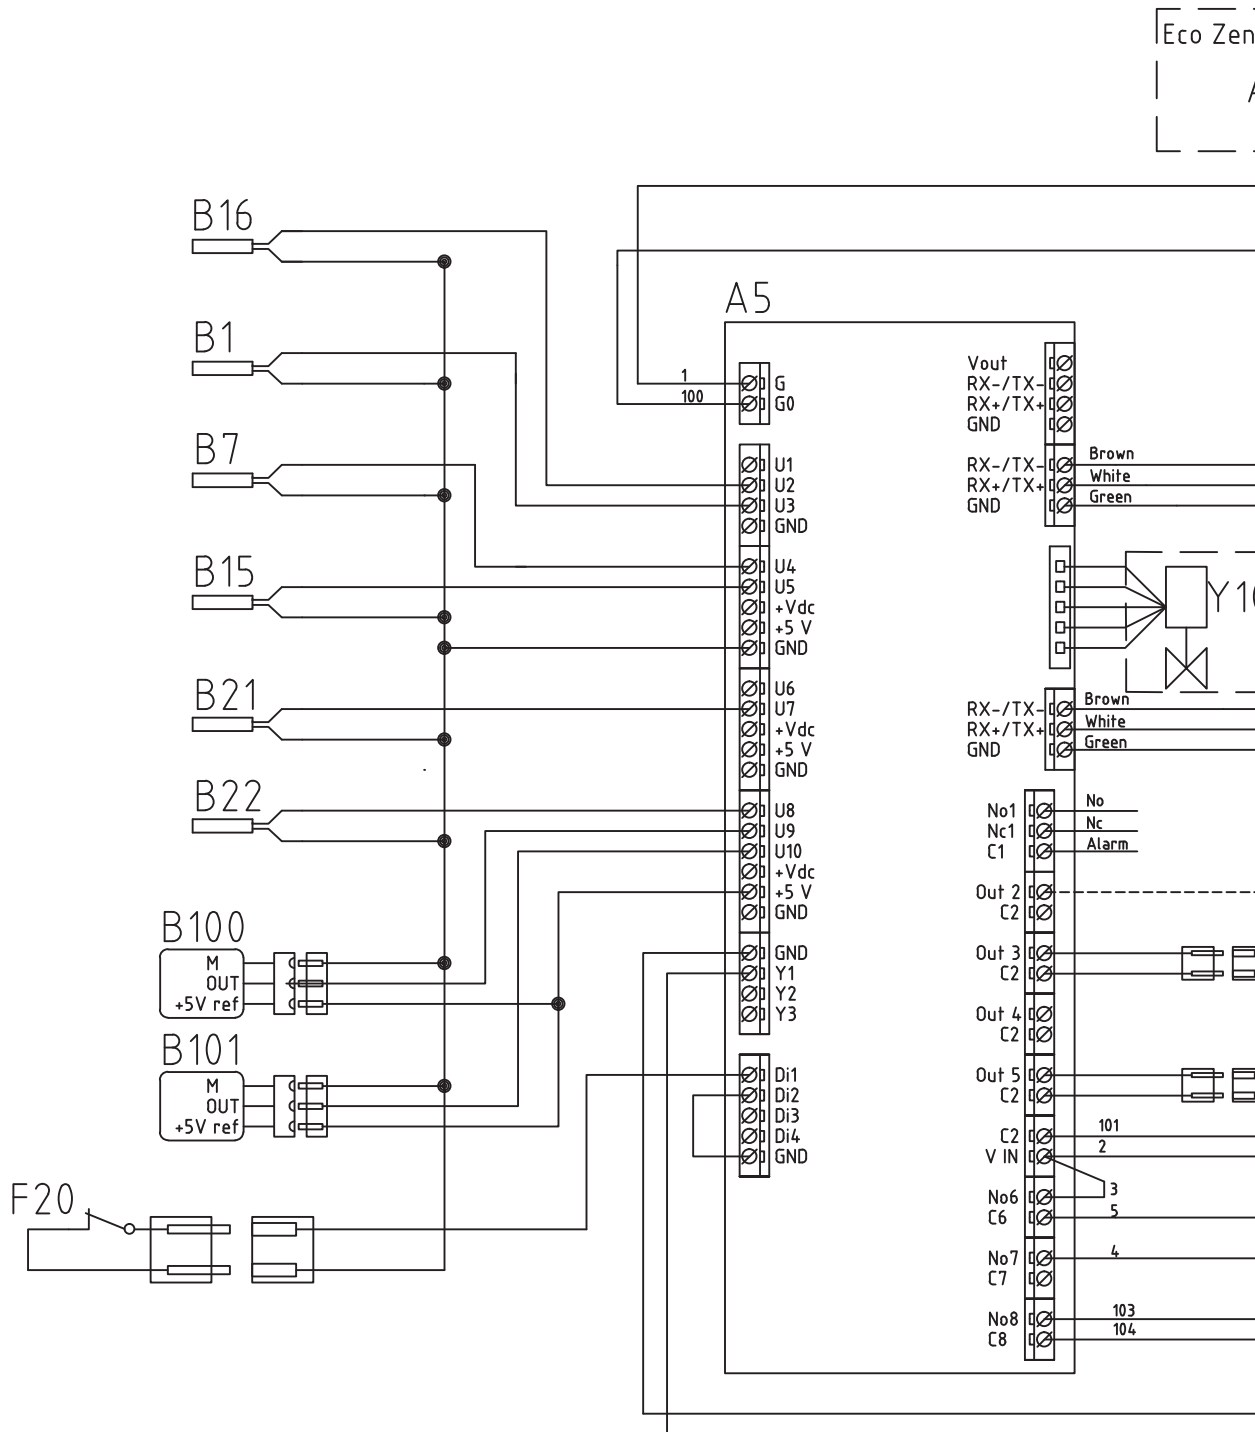 Eco Zen
A
B16
B1
B7
B15
B21
B22
B100
M
OUT
+5V ref
B101
M
OUT
+5V ref
F20
A5
1
100
G
G0
U1
U2
U3
GND
U4
U5
+Vdc
+5 V
GND
U6
U7
+Vdc
+5 V
GND
U8
U9
U10
+Vdc
+5 V
GND
GND
Y1
Y2
Y3
Di1
Di2
Di3
Di4
GND
Vout
RX-/TX-
RX+/TX+
GND
RX-/TX- Brown
RX+/TX+ White
GND Green
Y10
RX-/TX- Brown
RX+/TX+ White
GND Green
No1 No
Nc1 Nc
C1 Alarm
Out 2
C2
Out 3
C2
Out 4
C2
Out 5
C2
C2 101
V IN 2
3
No6
C6 5
No7 4
C7
No8 103
C8 104